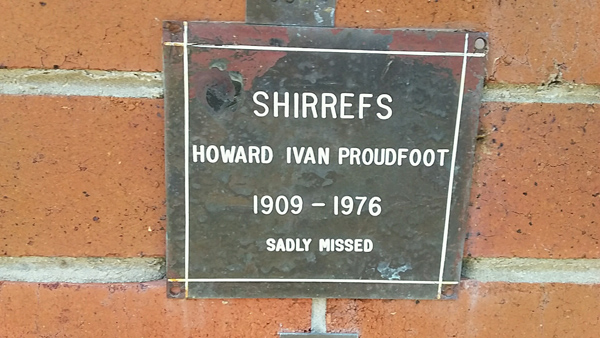 SHIRREFS
HOWARD IVAN PROUDFOOT
1909 - 1976
SADLY MISSED